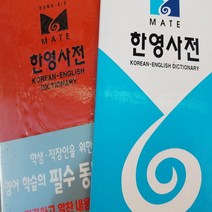 DONG-A'S
MATE
한영사전
KOREAN-ENGLISH
DICTIONARY
학생·직장인을 위한
영어 학습의 필수 동
MATE
한영사전
KOREAN-ENGLISH DICTIONARY